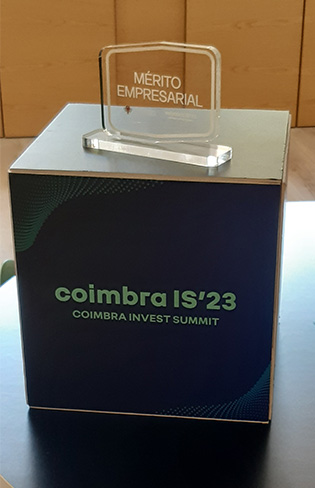 MÉRITO
EMPRESARIAL
coimbra IS'23
COIMBRA INVEST SUMMIT